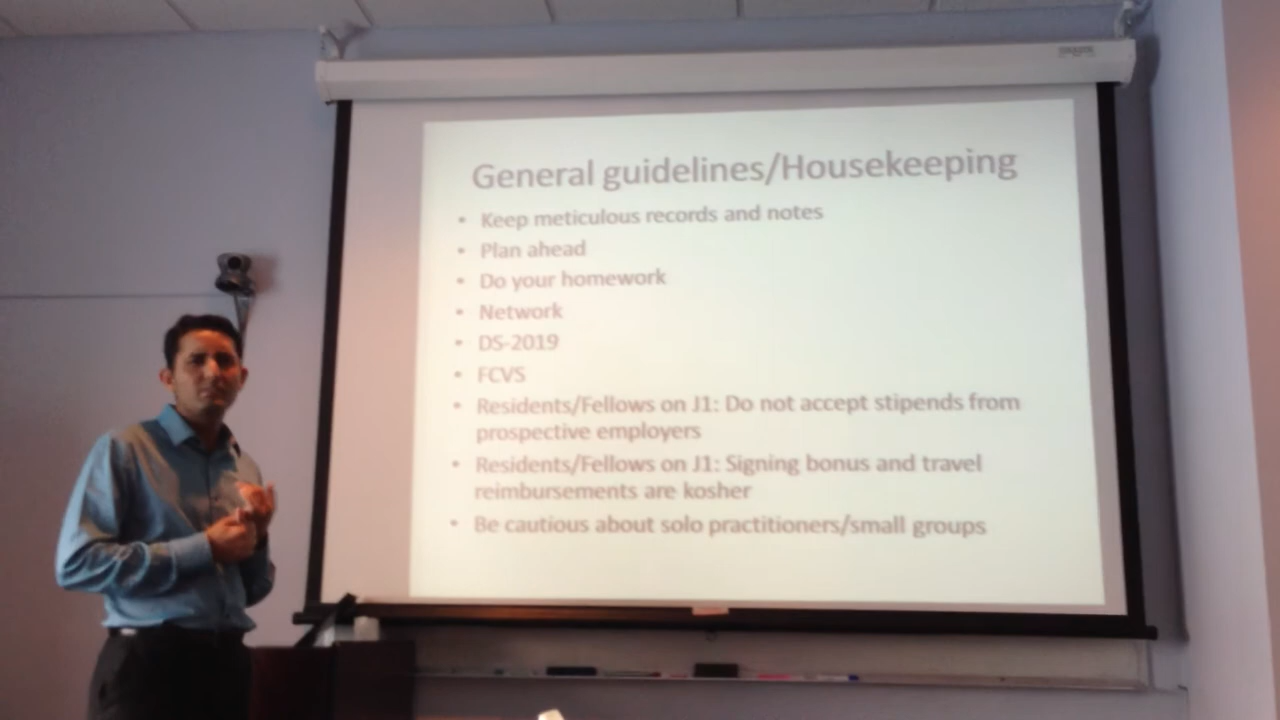 General guidelines/Housekeeping
• Keep meticulous records and notes
• Plan ahead
• Do your homework
• Network
• DS-2019
• FCVS
• Residents/Fellows on J1: Do not accept stipends from
prospective employers
• Residents/Fellows on J1: Signing bonus and travel
reimbursements are kosher
• Be cautious about solo practitioners/small groups